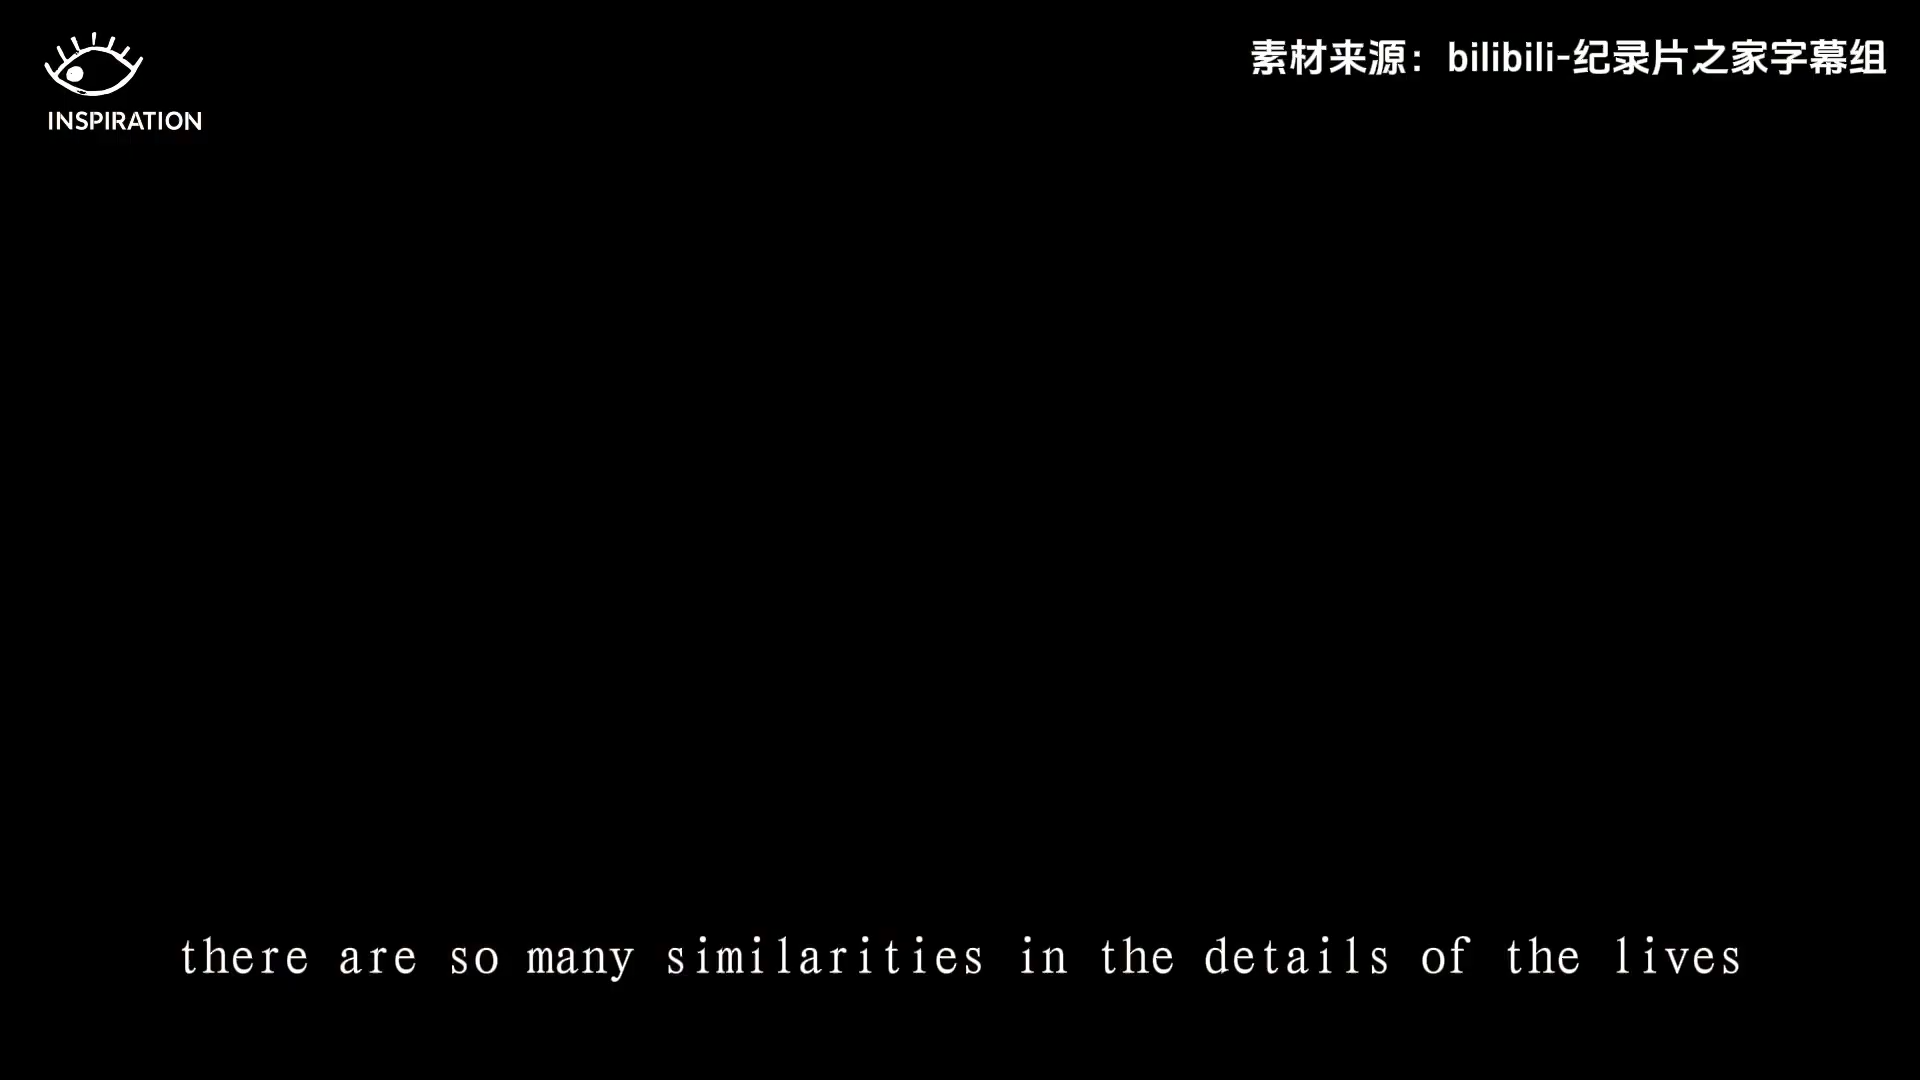 INSPIRATION
素材来源：bilibili-纪录片之家字幕组
there are so many similarities in the details of the lives